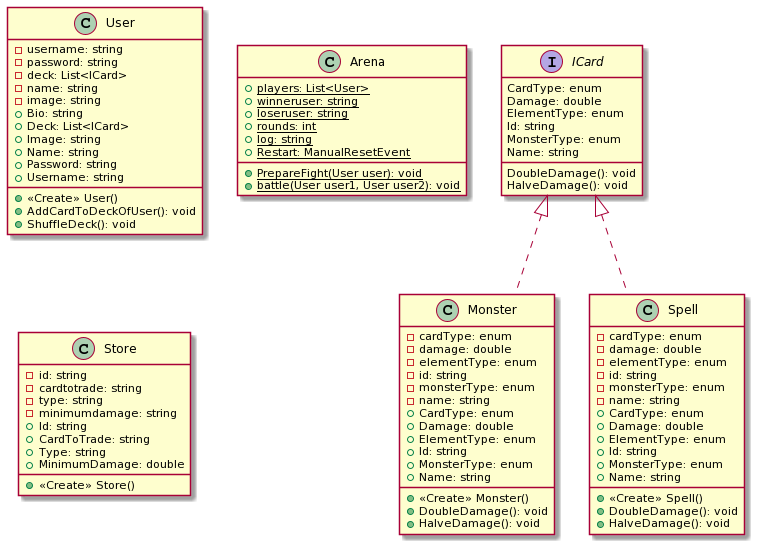 C User
username: string
password: string
deck: List<ICard>
name: string
image: string
Bio: string
Deck: List<ICard>
Image: string
Name: string
Password: string
Username: string
«Create» User()
AddCardToDeckOfUser(): void
ShuffleDeck(): void
C Arena
players: List<User>
winneruser: string
loseruser: string
rounds: int
log: string
Restart: ManualResetEvent
PrepareFight(User user): void
battle(User user1, User user2): void
I ICard
CardType: enum
Damage: double
ElementType: enum
Id: string
MonsterType: enum
Name: string
DoubleDamage(): void
HalveDamage(): void
C Store
id: string
cardtotrade: string
type: string
minimumdamage: string
Id: string
CardToTrade: string
Type: string
MinimumDamage: double
«Create» Store()
C Monster
cardType: enum
damage: double
elementType: enum
id: string
monsterType: enum
name: string
CardType: enum
Damage: double
ElementType: enum
Id: string
MonsterType: enum
Name: string
«Create» Monster()
DoubleDamage(): void
HalveDamage(): void
C Spell
cardType: enum
damage: double
elementType: enum
id: string
monsterType: enum
name: string
CardType: enum
Damage: double
ElementType: enum
Id: string
MonsterType: enum
Name: string
«Create» Spell()
DoubleDamage(): void
HalveDamage(): void